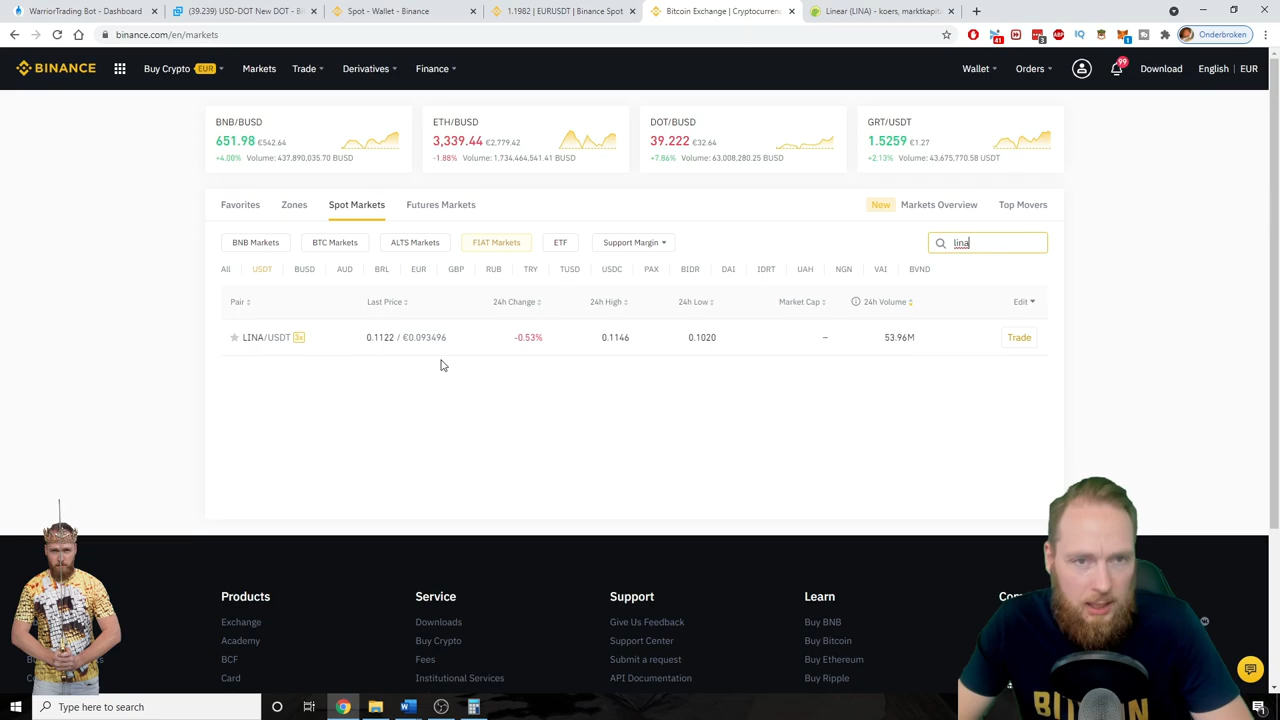 WarriorTrading Bot - Dashboard
(39.239) USD-DOT New DOT - Bi
Spot - Wallet - Binance
1.1982 | EURUSDT | Binance Spot
Bitcoin Exchange | Cryptocurren
Linear (LINA) - koers, marktkapit
binance.com/en/markets
41
3
ABP
IQ
1
Onderbroken
BINANCE
Buy Crypto EUR
Markets
Trade
Derivatives
Finance
Wallet
Orders
99
Download
English | EUR
BNB/BUSD
651.98 €542.64
+4.00% Volume: 437,890,035.70 BUSD
ETH/BUSD
3,339.44 €2,779.42
-1.88% Volume: 1,734,464,541.41 BUSD
DOT/BUSD
39.222 €32.64
+7.86% Volume: 63,008,280.25 BUSD
GRT/USDT
1.5259 €1.27
+2.13% Volume: 43,675,770.58 USDT
Favorites
Zones
Spot Markets
Futures Markets
New
Markets Overview
Top Movers
BNB Markets
BTC Markets
ALTS Markets
FIAT Markets
ETF
Support Margin
lina
All USDT BUSD AUD BRL EUR GBP RUB TRY TUSD USDC PAX BIDR DAI IDRT UAH NGN VAI BVND
Pair Last Price 24h Change 24h High 24h Low Market Cap 24h Volume Edit
LINA/USDT 3x 0.1122 / €0.093496 -0.53% 0.1146 0.1020 – 53.96M Trade
Products
Exchange
Academy
BCF
Card
Service
Downloads
Buy Crypto
Fees
Institutional Services
Support
Give Us Feedback
Support Center
Submit a request
API Documentation
Learn
Buy BNB
Buy Bitcoin
Buy Ethereum
Buy Ripple
Type here to search
1